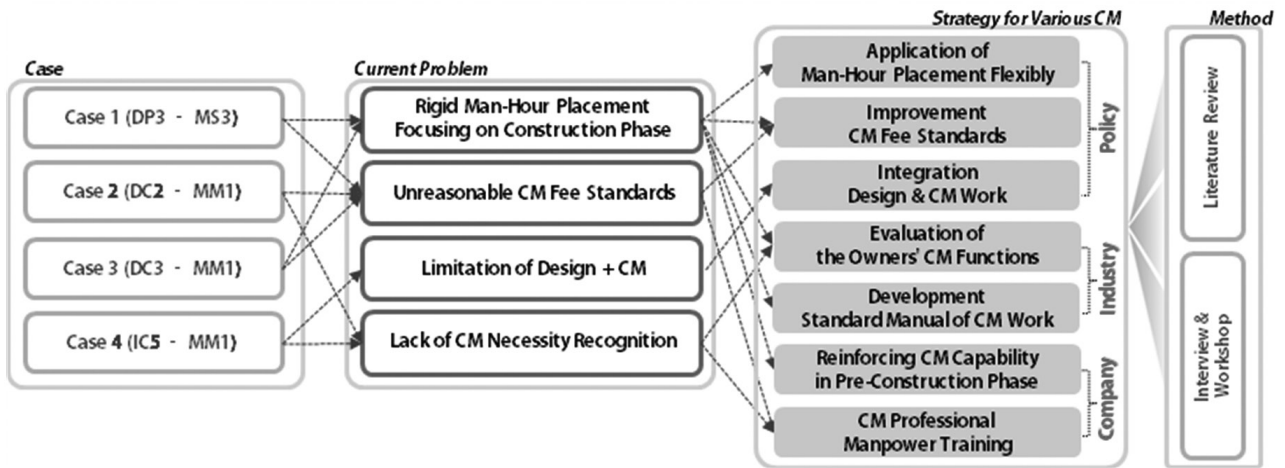 Case
Case 1 (DP3 - MS3)
Case 2 (DC2 - MM1)
Case 3 (DC3 - MM1)
Case 4 (IC5 - MM1)
Current Problem
Rigid Man-Hour Placement
Focusing on Construction Phase
Unreasonable CM Fee Standards
Limitation of Design + CM
Lack of CM Necessity Recognition
Strategy for Various CM
Application of
Man-Hour Placement Flexibly
Improvement
CM Fee Standards
Integration
Design & CM Work
Policy
Evaluation of
the Owners' CM Functions
Development
Standard Manual of CM Work
Industry
Reinforcing CM Capability
in Pre-Construction Phase
CM Professional
Manpower Training
Company
Method
Literature Review
Interview &
Workshop